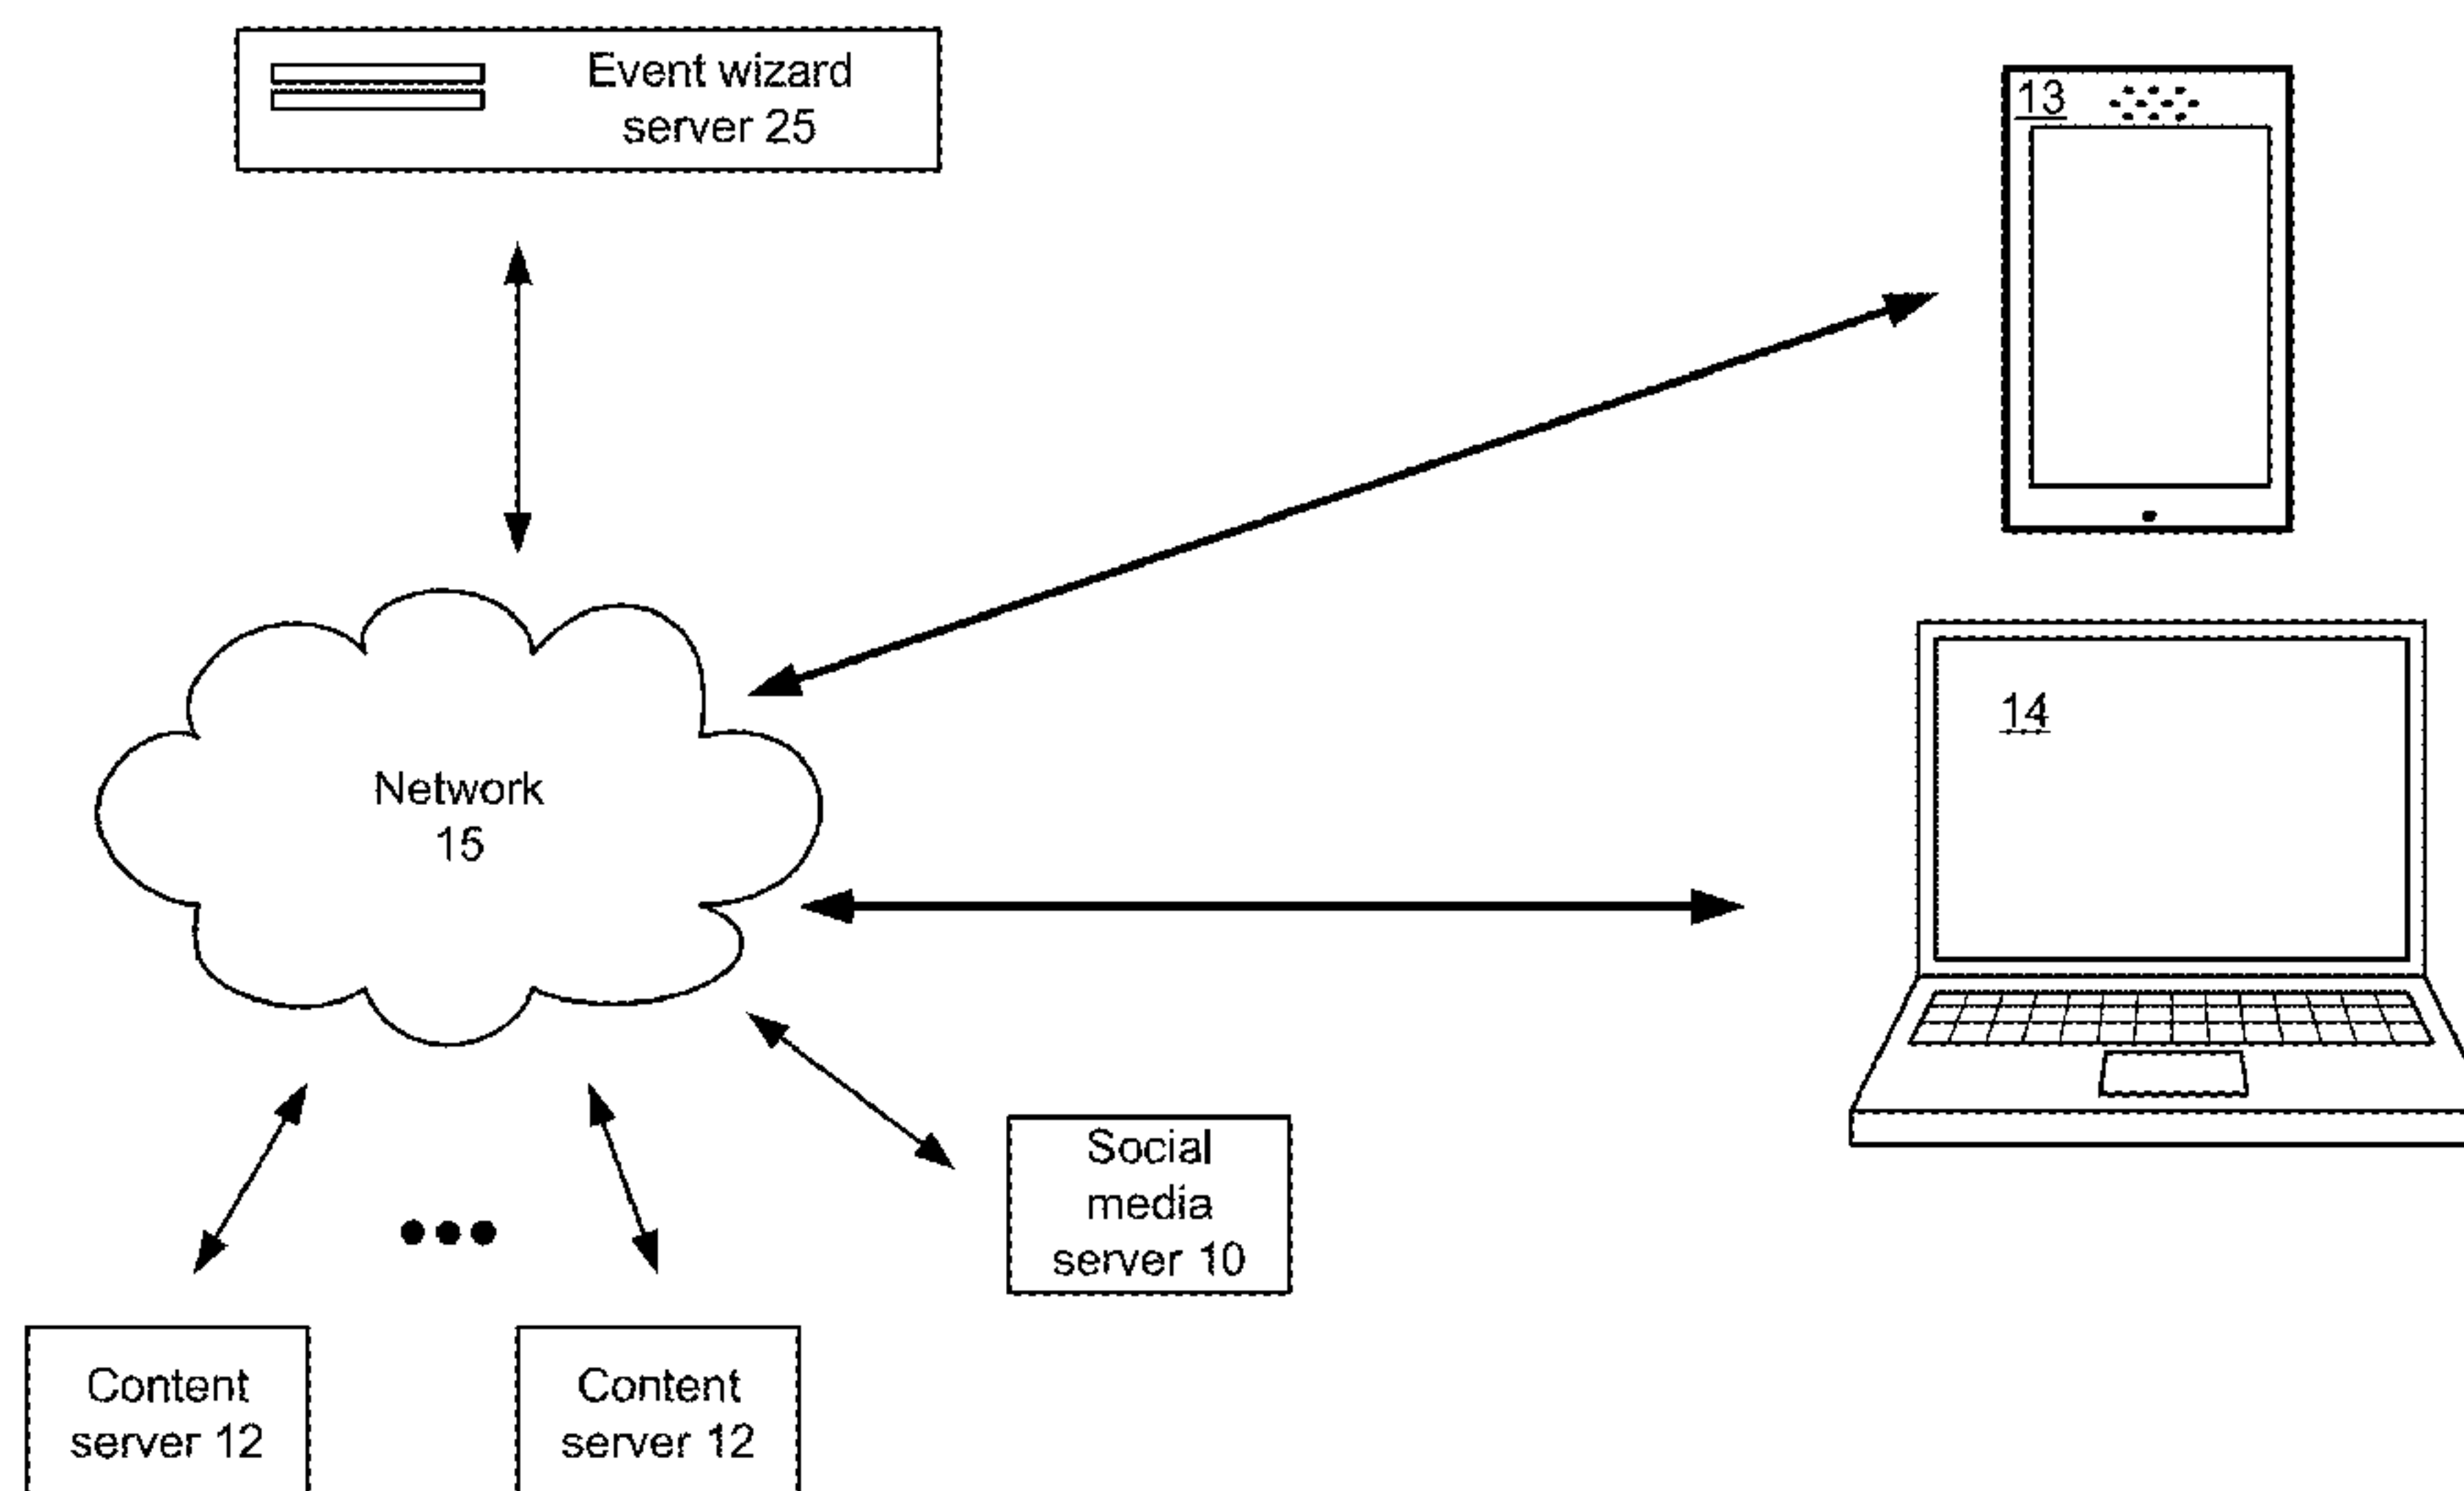 Event wizard
server 25
13
14
Network
15
Social
media
server 10
Content
server 12
Content
server 12